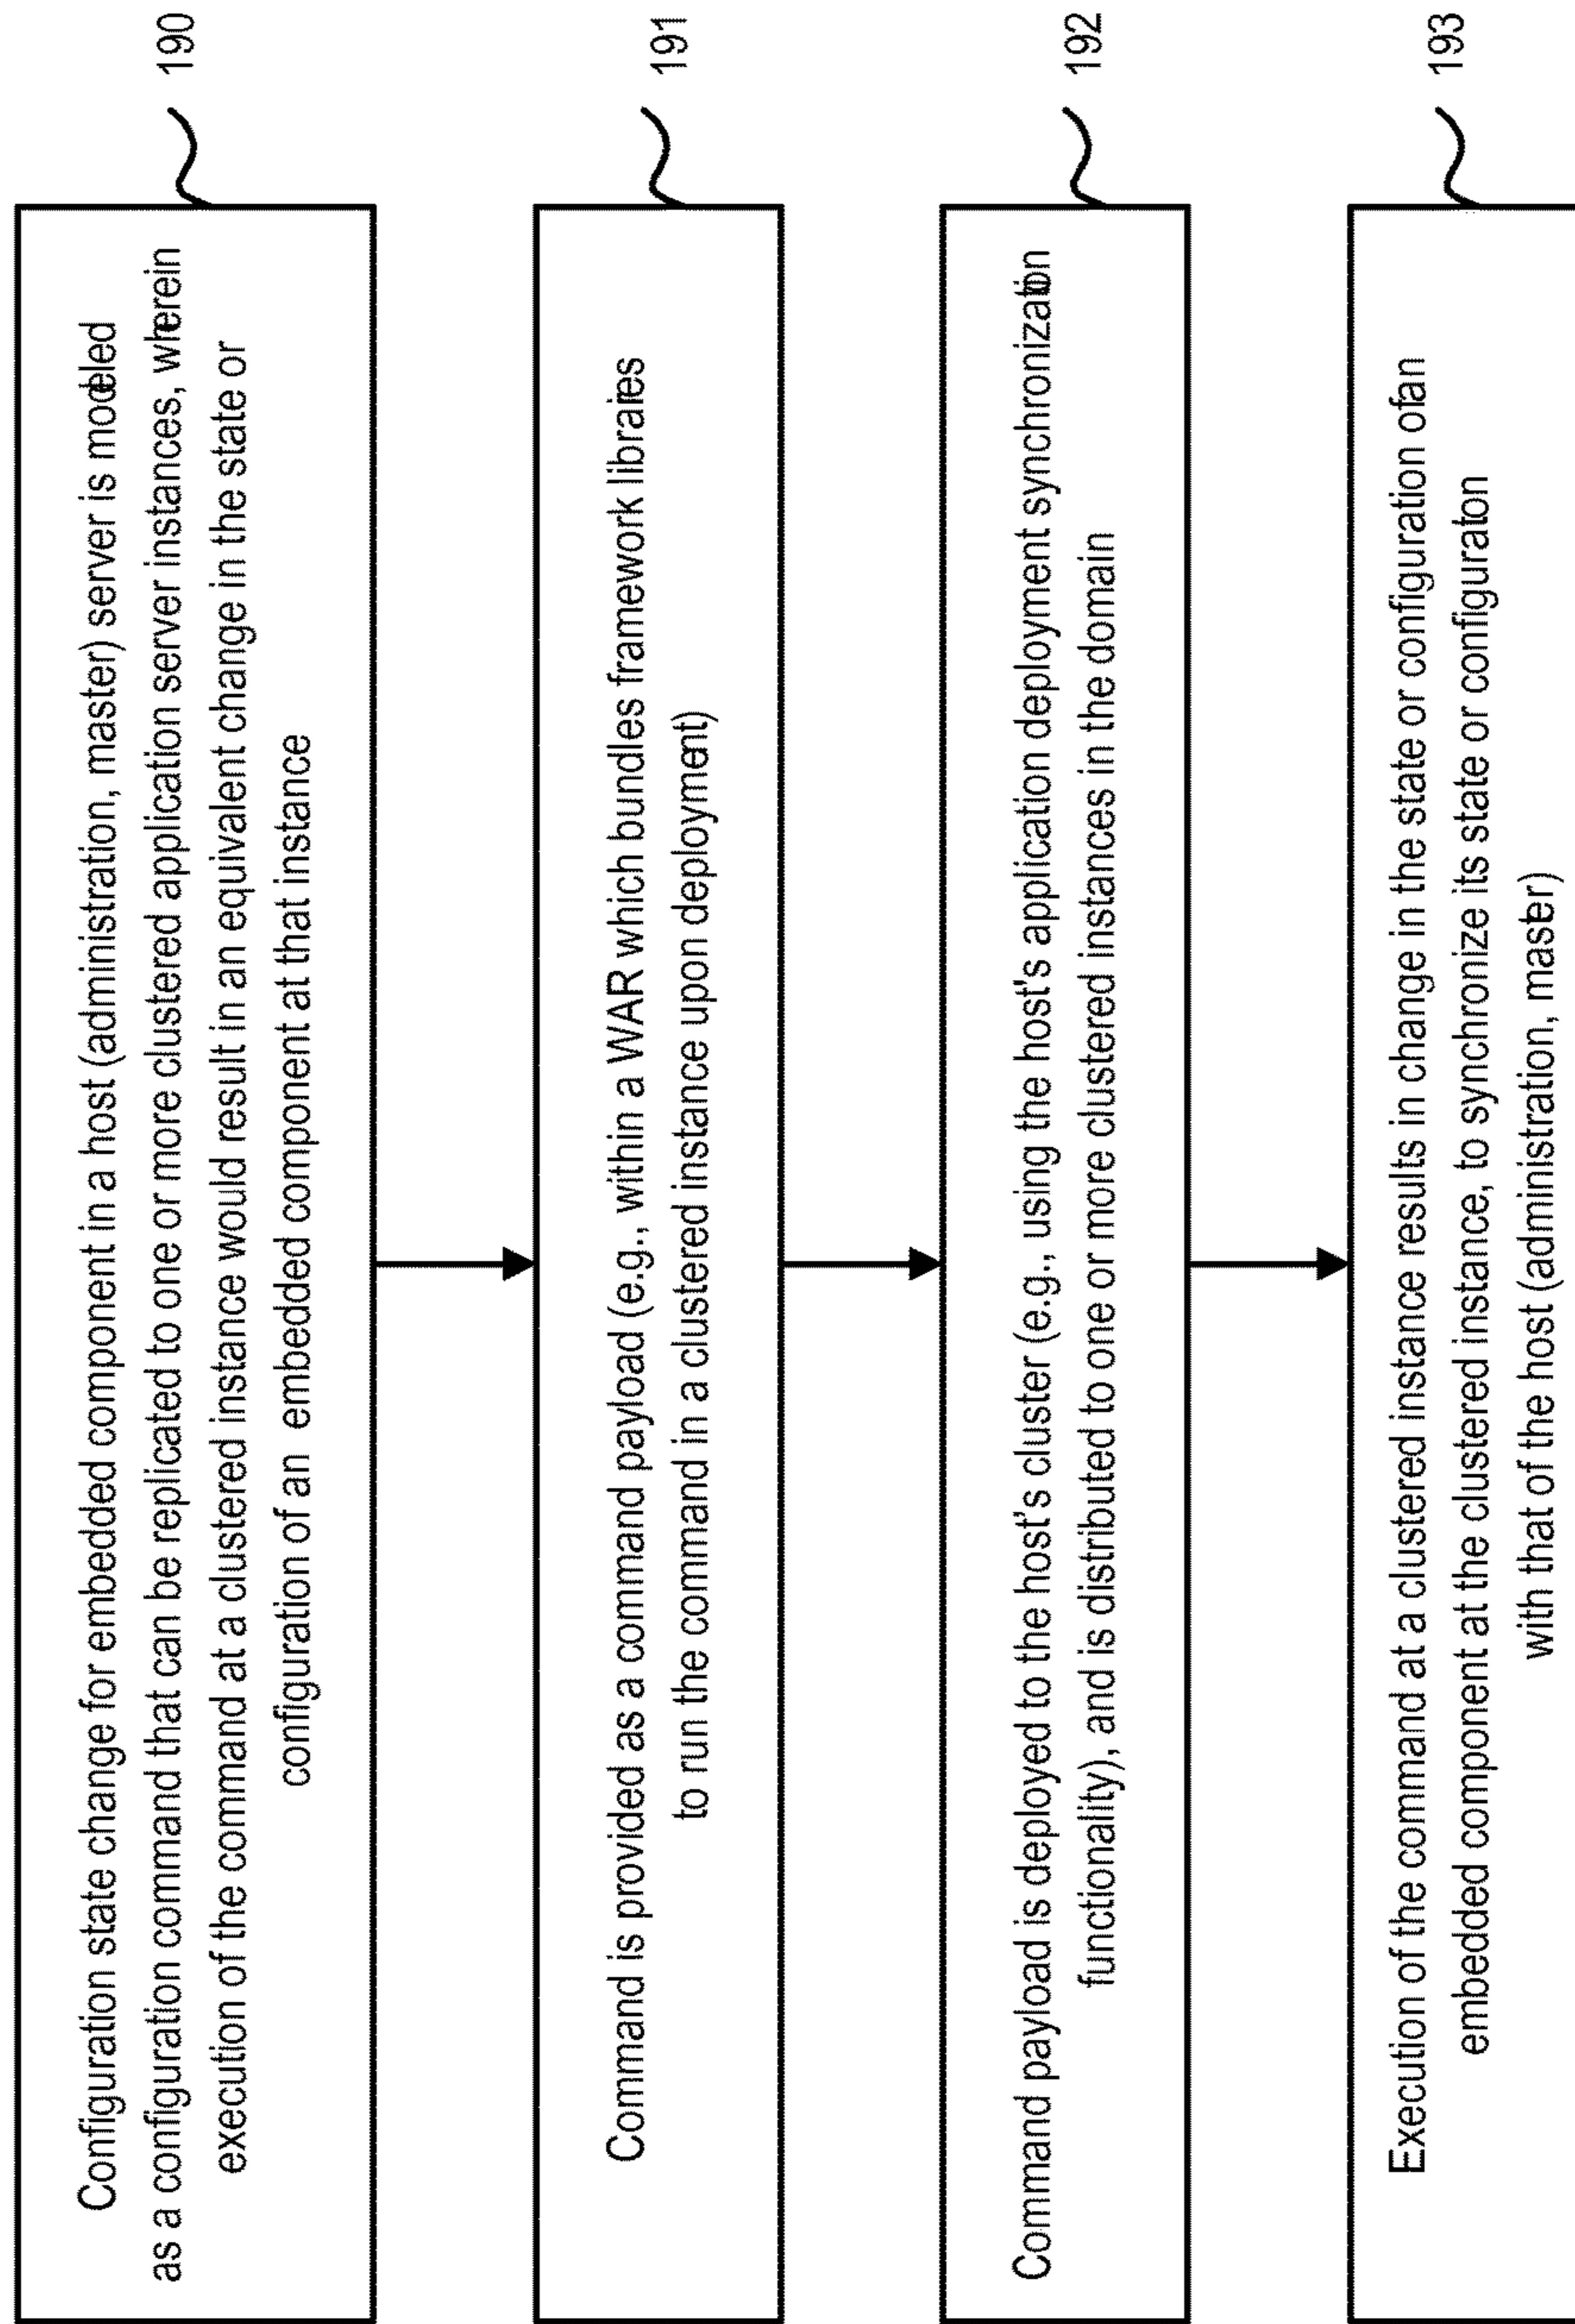 Configuration state change for embedded component in a host (administration, master) server is modeled
as a configuration command that can be replicated to one or more clustered application server instances, wherein
execution of the command at a clustered instance would result in an equivalent change in the state or
configuration of an embedded component at that instance
190
Command is provided as a command payload (e.g., within a WAR which bundles framework libraries
to run the command in a clustered instance upon deployment)
191
Command payload is deployed to the host's cluster (e.g., using the host's application deployment synchronization
functionality), and is distributed to one or more clustered instances in the domain
192
Execution of the command at a clustered instance results in change in the state or configuration of an
embedded component at the clustered instance, to synchronize its state or configuraton
with that of the host (administration, master)
193